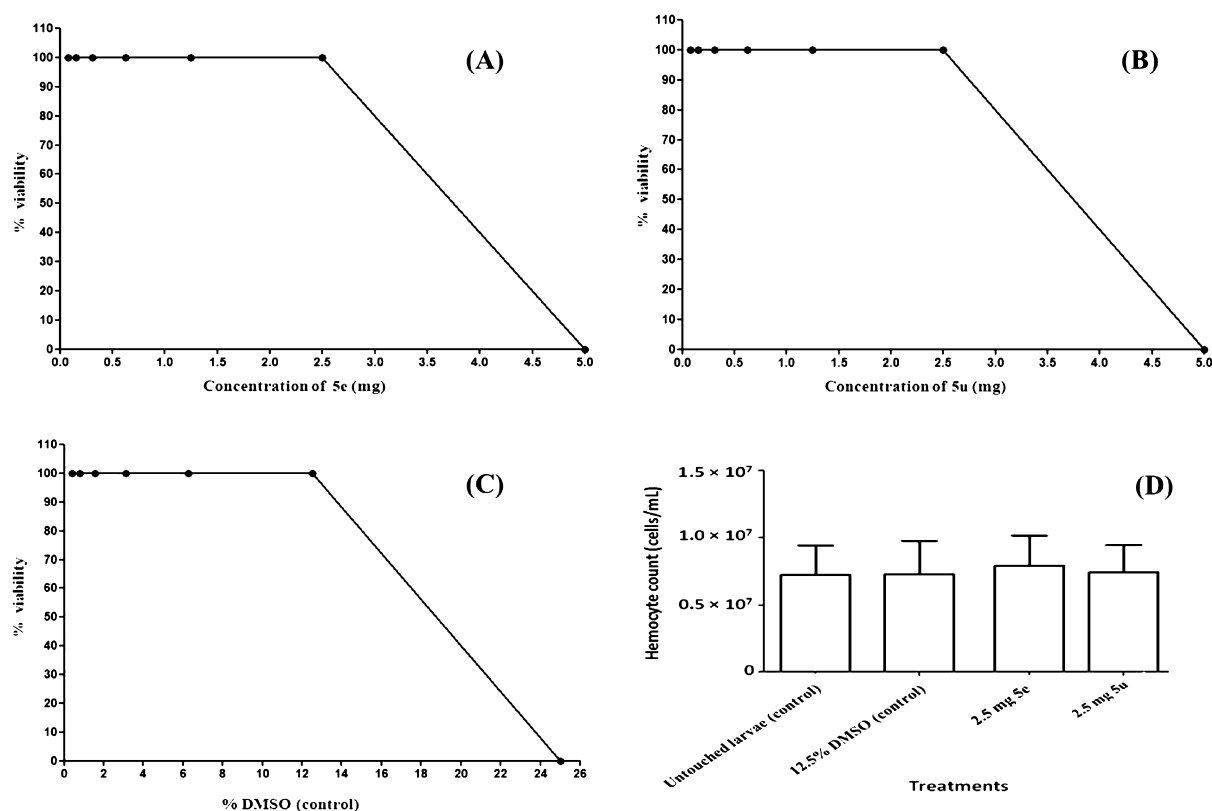 110
100
90
80
70
60
50
40
30
20
10
0
% viability
(A)
0.0 0.5 1.0 1.5 2.0 2.5 3.0 3.5 4.0 4.5 5.0
Concentration of 5e (mg)
110
100
90
80
70
60
50
40
30
20
10
0
% viability
(B)
0.0 0.5 1.0 1.5 2.0 2.5 3.0 3.5 4.0 4.5 5.0
Concentration of 5u (mg)
110
100
90
80
70
60
50
40
30
20
10
0
% viability
(C)
0 2 4 6 8 10 12 14 16 18 20 22 24 26
% DMSO (control)
1.5 × 10⁷
1.0 × 10⁷
0.5 × 10⁷
0
Hemocyte count (cells/mL)
(D)
Untouched larvae (control)
12.5% DMSO (control)
2.5 mg 5e
2.5 mg 5u
Treatments